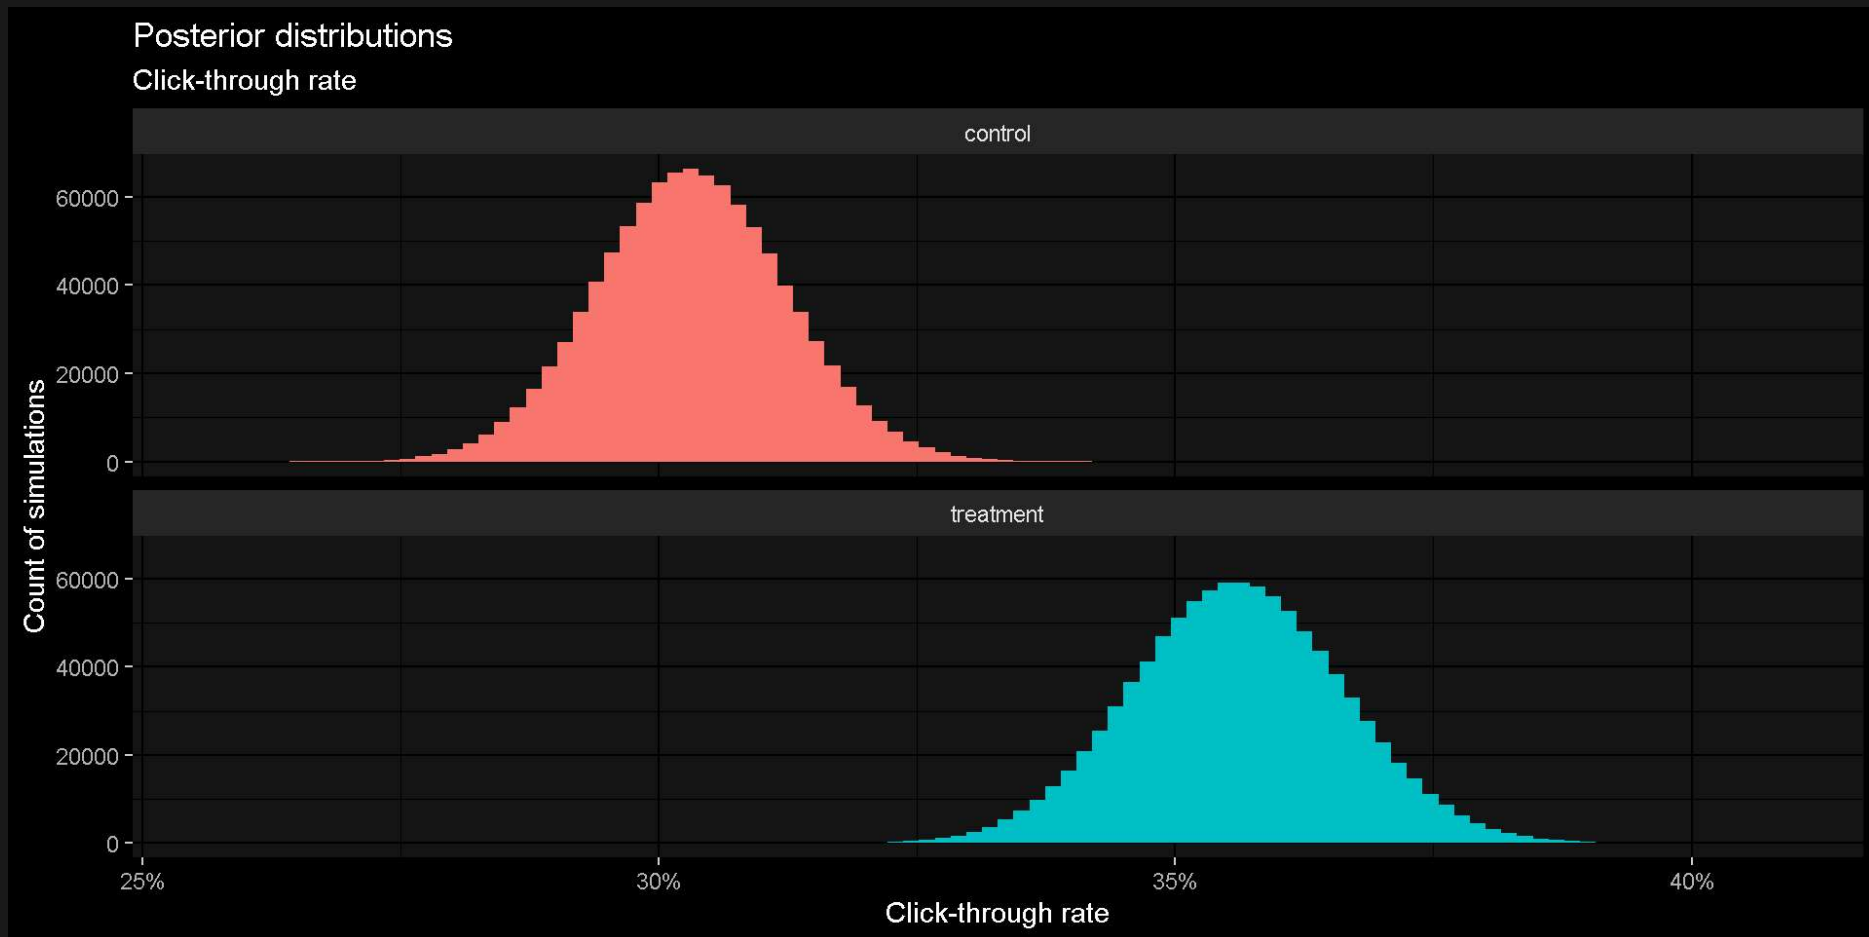 Posterior distributions
Click-through rate
control
60000
40000
20000
0
treatment
60000
40000
20000
0
Count of simulations
25% 30% 35% 40%
Click-through rate